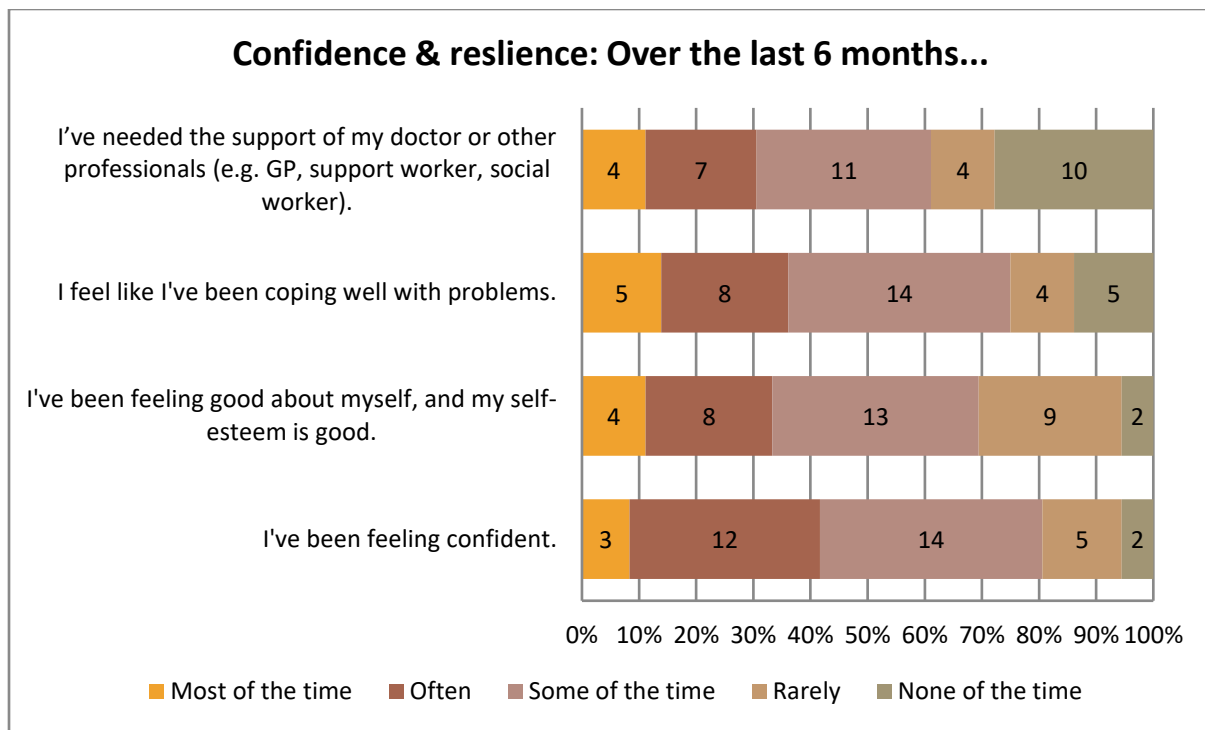 Confidence & reslience: Over the last 6 months...
I’ve needed the support of my doctor or other
professionals (e.g. GP, support worker, social
worker).
4 7 11 4 10
I feel like I've been coping well with problems.
5 8 14 4 5
I've been feeling good about myself, and my self-
esteem is good.
4 8 13 9 2
I've been feeling confident.
3 12 14 5 2
0% 10% 20% 30% 40% 50% 60% 70% 80% 90% 100%
Most of the time Often Some of the time Rarely None of the time